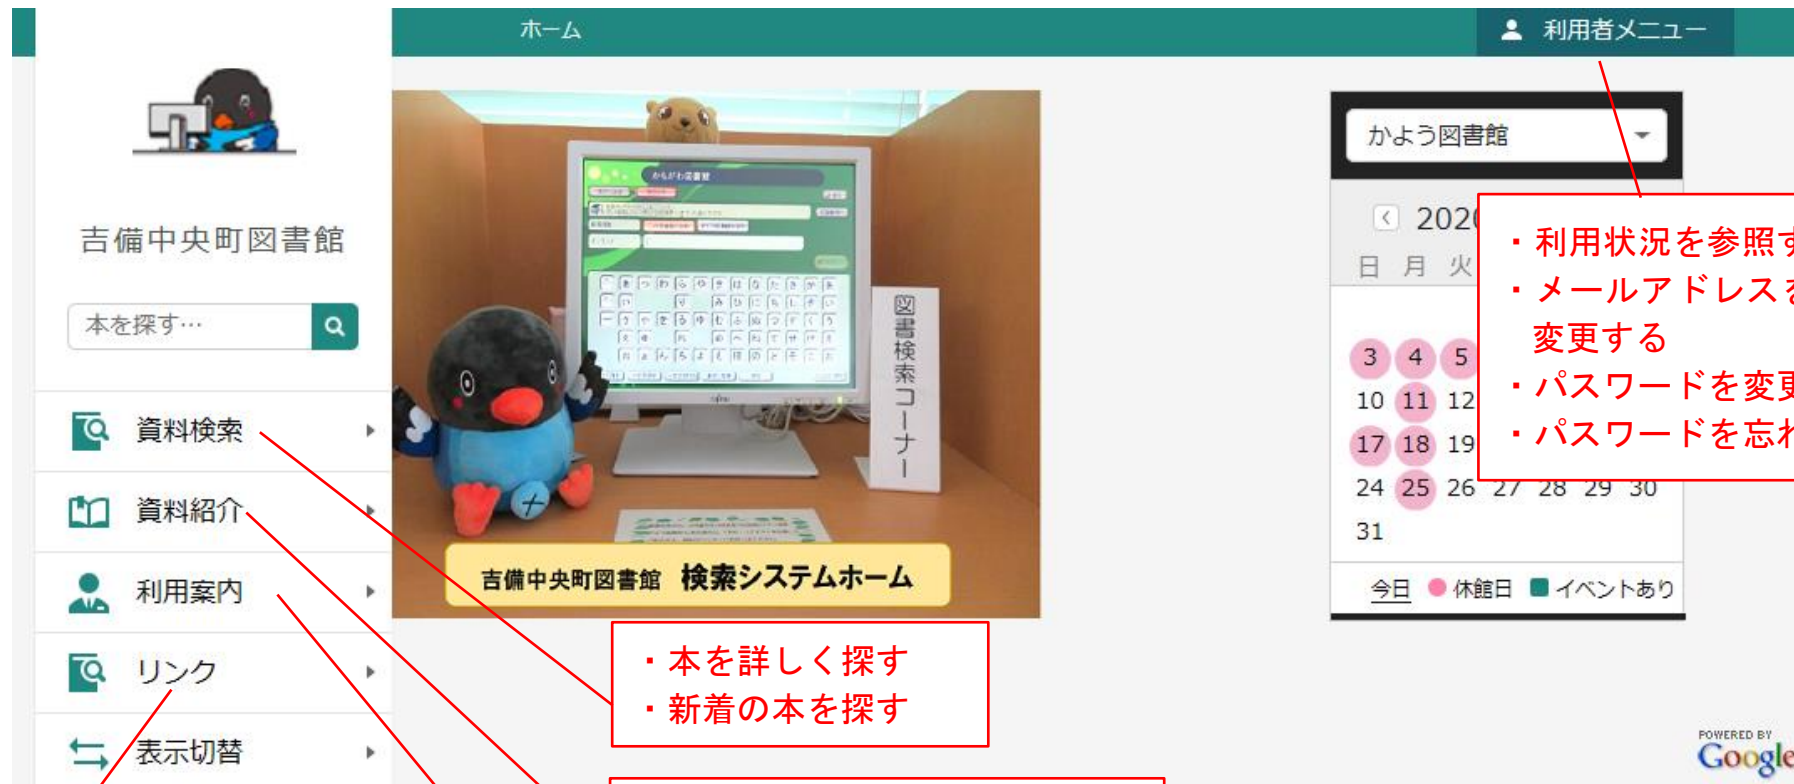 ホーム
利用者メニュー
吉備中央町図書館
本を探す…
資料検索
資料紹介
利用案内
リンク
表示切替
かもがわ図書館
図書検索コーナー
吉備中央町図書館 検索システムホーム
・本を詳しく探す
・新着の本を探す
かよう図書館
日 月 火
3 4 5
10 11 12
17 18 19
24 25 26 27 28 29 30
31
今日 休館日 イベントあり
・利用状況を参照す
・メールアドレスを
変更する
・パスワードを変更
・パスワードを忘れ
POWERED BY
Google